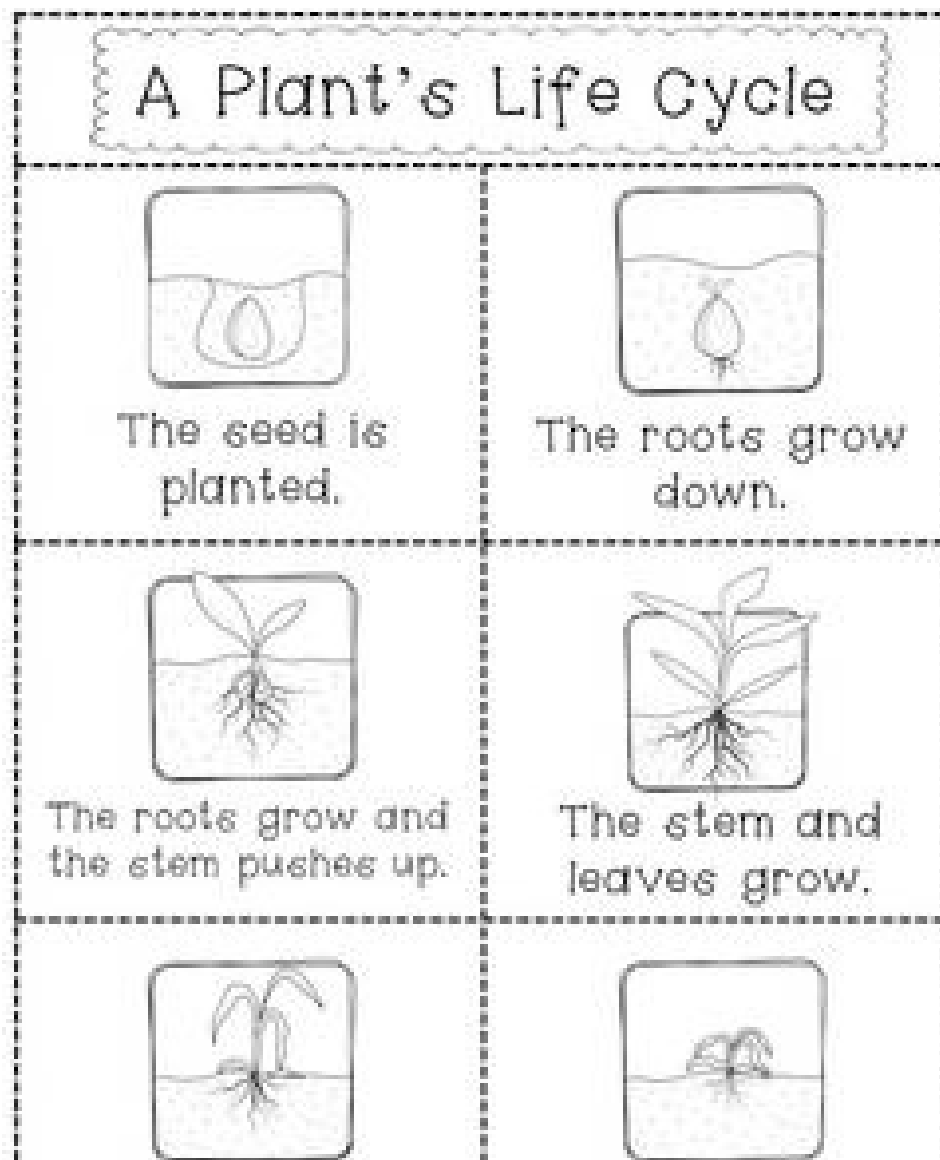 A Plant's Life Cycle
The seed is
planted.
The roots grow
down.
The roots grow and
the stem pushes up.
The stem and
leaves grow.